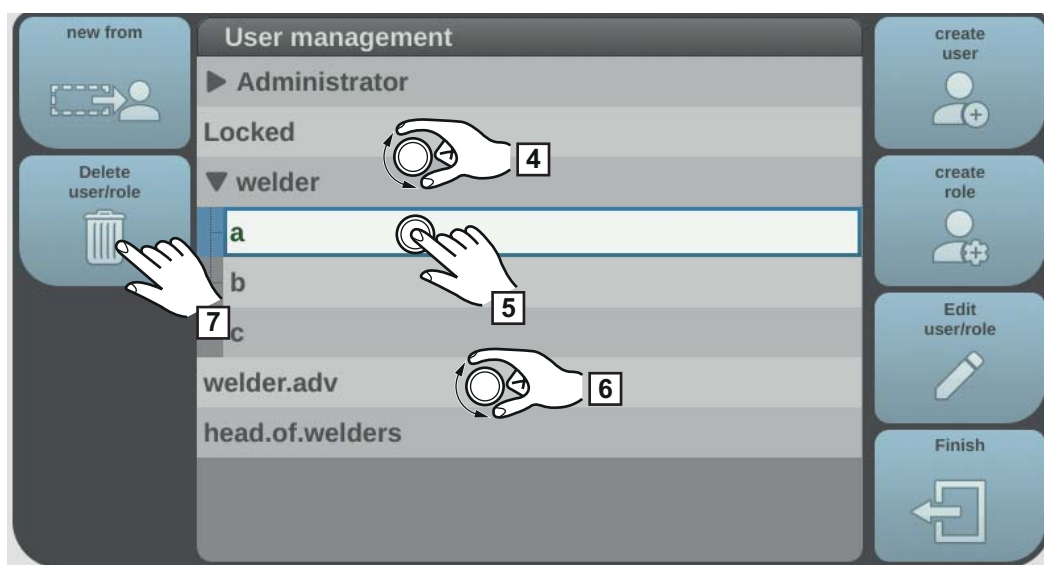 new from
User management
create
user
Administrator
Locked
4
Delete
user/role
welder
create
role
a
b
5
7
c
Edit
user/role
welder.adv
6
head.of.welders
Finish